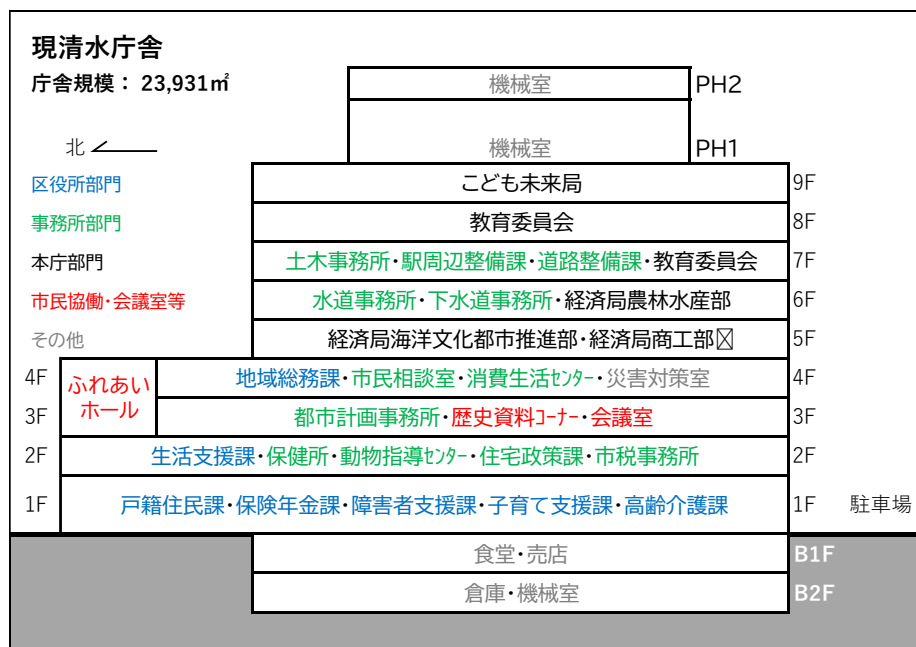 現清水庁舎
庁舎規模： 23,931㎡
機械室 PH2
北
機械室 PH1
区役所部門 こども未来局 9F
事務所部門 教育委員会 8F
本庁部門 土木事務所・駅周辺整備課・道路整備課・教育委員会 7F
市民協働・会議室等 水道事務所・下水道事務所・経済局農林水産部 6F
その他 経済局海洋文化都市推進部・経済局商工部 5F
4F ふれあい 地域総務課・市民相談室・消費生活センター・災害対策室 4F
3F ホール 都市計画事務所・歴史資料コーナー・会議室 3F
2F 生活支援課・保健所・動物指導センター・住宅政策課・市税事務所 2F
1F 戸籍住民課・保険年金課・障害者支援課・子育て支援課・高齢介護課 1F 駐車場
食堂・売店 B1F
倉庫・機械室 B2F